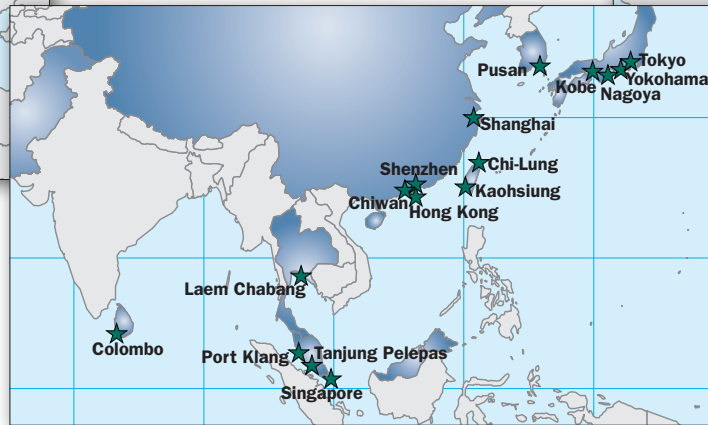 Tokyo
Pusan
Yokohama
Kobe
Nagoya
Shanghai
Chi-Lung
Shenzhen
Kaohsiung
Chiwan
Hong Kong
Laem Chabang
Colombo
Port Klang
Tanjung Pelepas
Singapore